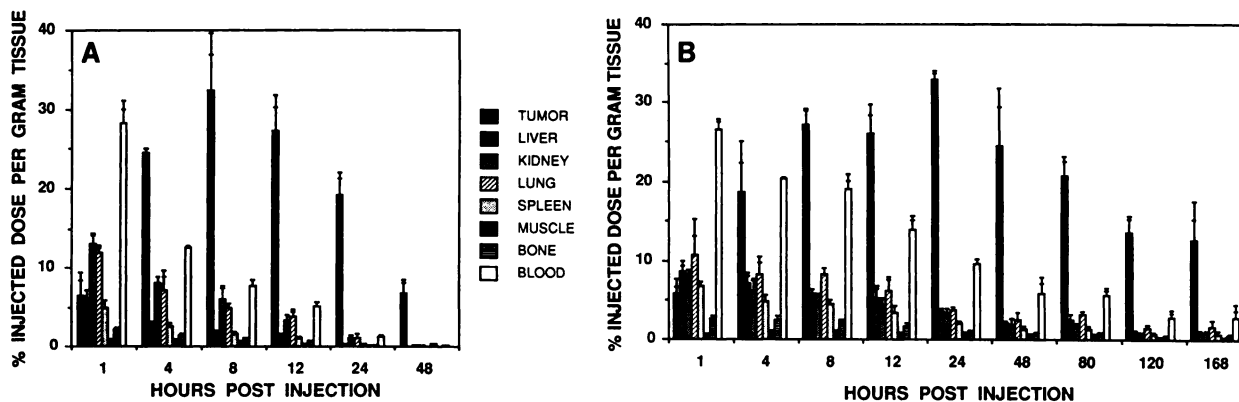 % INJECTED DOSE PER GRAM TISSUE
40
30
20
10
0
A
1 4 8 12 24 48
HOURS POST INJECTION
TUMOR
LIVER
KIDNEY
LUNG
SPLEEN
MUSCLE
BONE
BLOOD
% INJECTED DOSE PER GRAM TISSUE
40
30
20
10
0
B
1 4 8 12 24 48 80 120 168
HOURS POST INJECTION